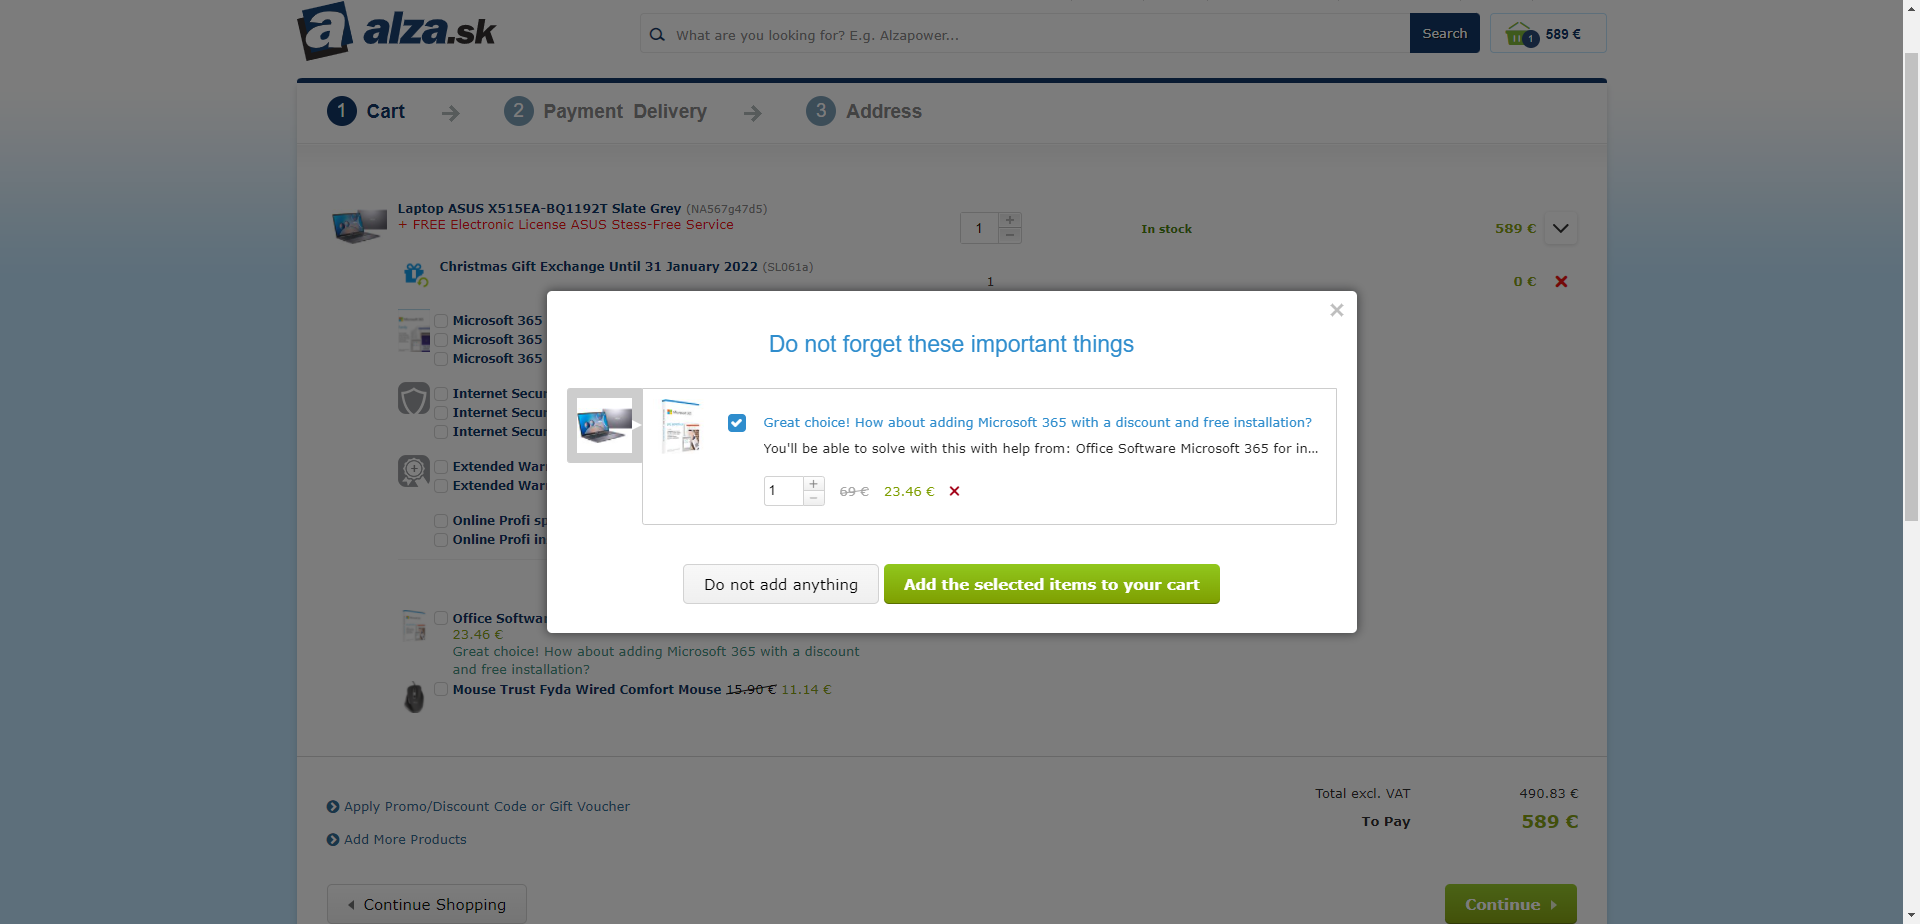 alza.sk
What are you looking for? E.g. Alzapower...
Search
1
589 €
1 Cart
2 Payment Delivery
3 Address
Laptop ASUS X515EA-BQ1192T Slate Grey (NA567g47d5)
+ FREE Electronic License ASUS Stess-Free Service
1
+
−
In stock
589 €
Christmas Gift Exchange Until 31 January 2022 (SL061a)
1
0 €
Microsoft 365
Microsoft 365
Microsoft 365
Internet Secur
Internet Secur
Internet Secur
Extended War
Extended War
Online Profi sp
Online Profi in
Do not forget these important things
Great choice! How about adding Microsoft 365 with a discount and free installation?
You'll be able to solve with this with help from: Office Software Microsoft 365 for in...
1
+
−
69 €
23.46 €
Do not add anything
Add the selected items to your cart
Office Softwa
23.46 €
Great choice! How about adding Microsoft 365 with a discount
and free installation?
Mouse Trust Fyda Wired Comfort Mouse 15.90 € 11.14 €
Apply Promo/Discount Code or Gift Voucher
Add More Products
Total excl. VAT 490.83 €
To Pay 589 €
Continue Shopping
Continue